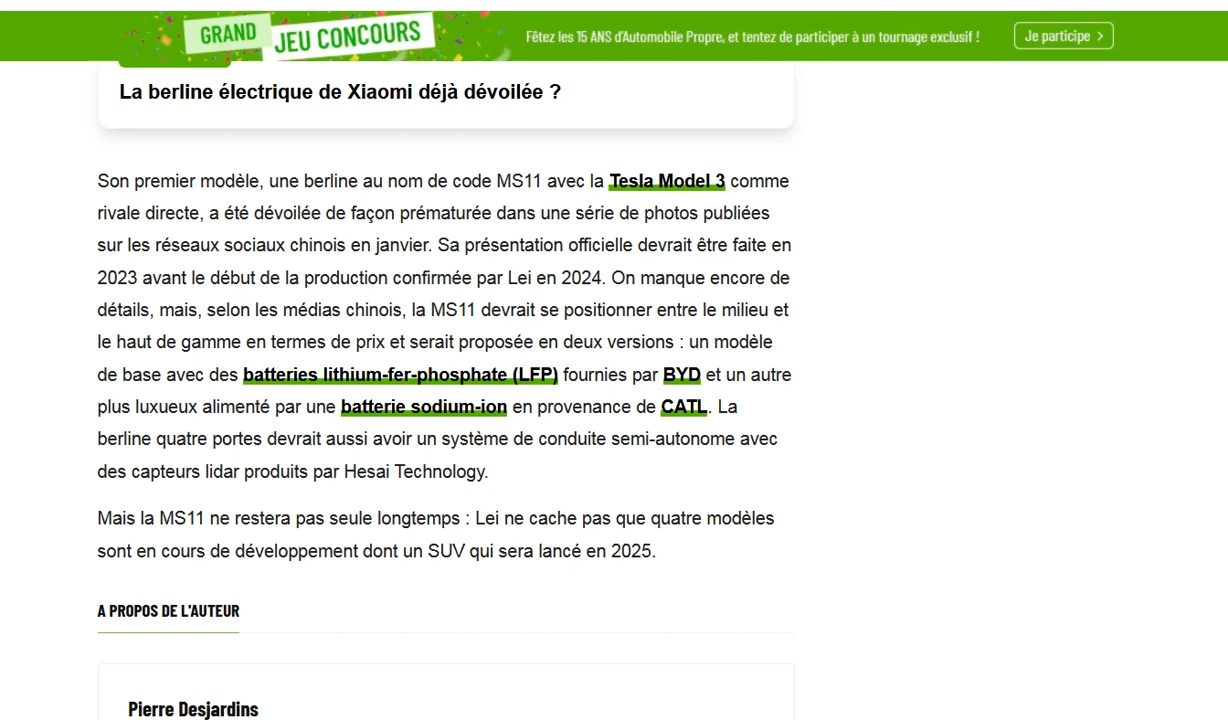 GRAND JEU CONCOURS
Fêtez les 15 ANS d'Automobile Propre, et tentez de participer à un tournage exclusif !
Je participe >
La berline électrique de Xiaomi déjà dévoilée ?
Son premier modèle, une berline au nom de code MS11 avec la Tesla Model 3 comme
rivale directe, a été dévoilée de façon prématurée dans une série de photos publiées
sur les réseaux sociaux chinois en janvier. Sa présentation officielle devrait être faite en
2023 avant le début de la production confirmée par Lei en 2024. On manque encore de
détails, mais, selon les médias chinois, la MS11 devrait se positionner entre le milieu et
le haut de gamme en termes de prix et serait proposée en deux versions : un modèle
de base avec des batteries lithium-fer-phosphate (LFP) fournies par BYD et un autre
plus luxueux alimenté par une batterie sodium-ion en provenance de CATL. La
berline quatre portes devrait aussi avoir un système de conduite semi-autonome avec
des capteurs lidar produits par Hesai Technology.
Mais la MS11 ne restera pas seule longtemps : Lei ne cache pas que quatre modèles
sont en cours de développement dont un SUV qui sera lancé en 2025.
A PROPOS DE L'AUTEUR
Pierre Desjardins